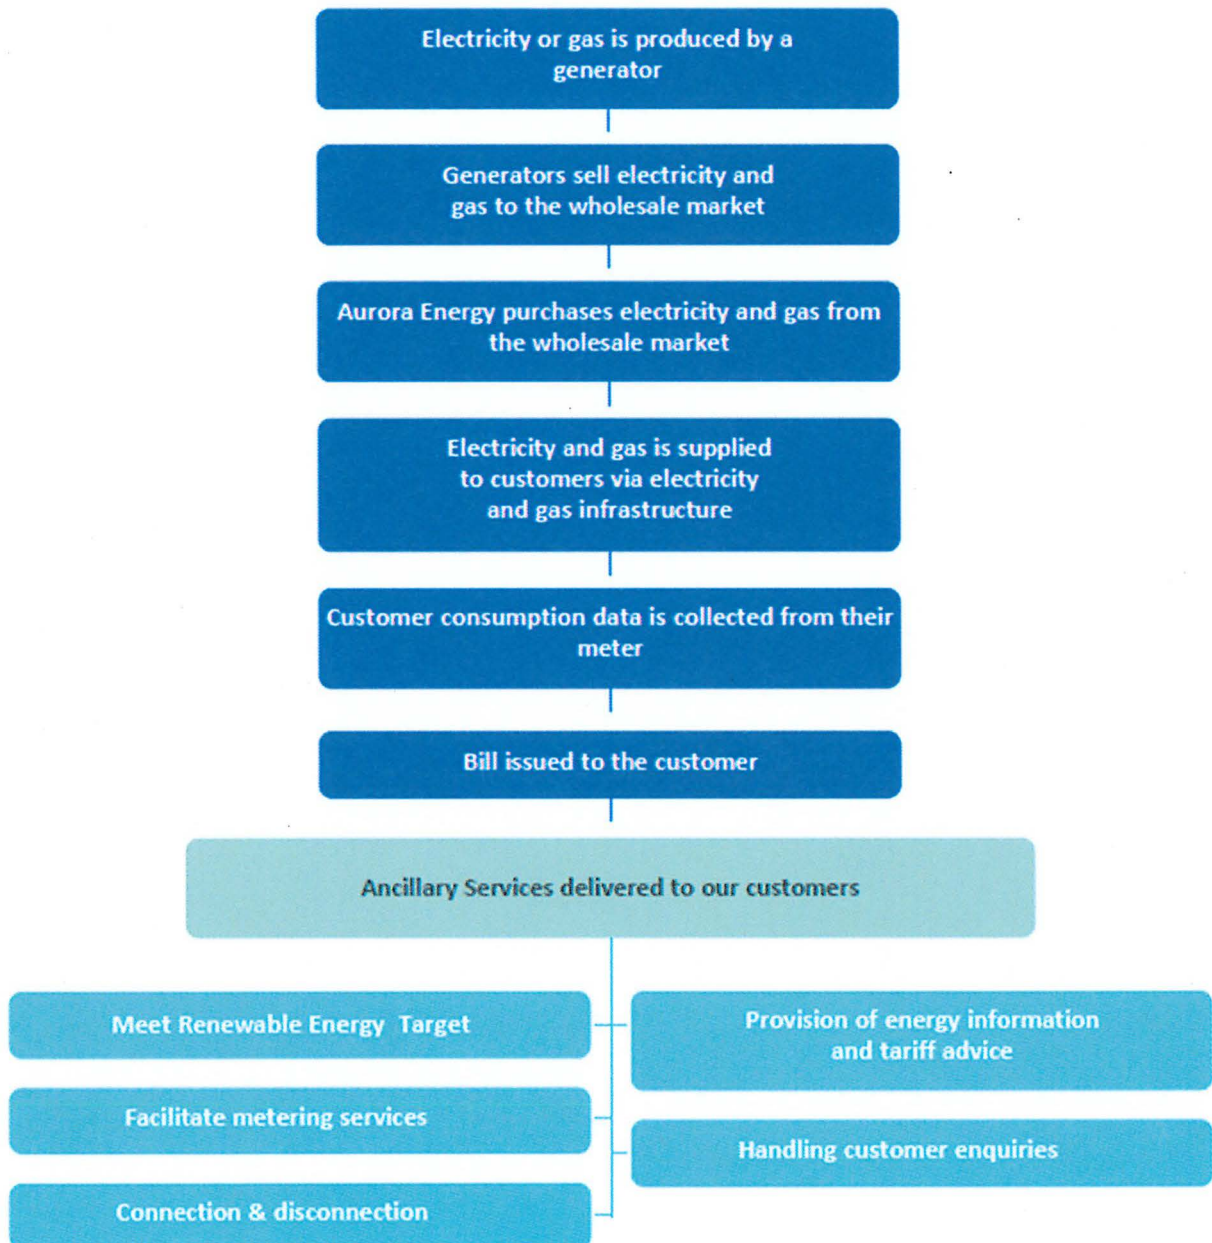 Electricity or gas is produced by a
generator
Generators sell electricity and
gas to the wholesale market
Aurora Energy purchases electricity and gas from
the wholesale market
Electricity and gas is supplied
to customers via electricity
and gas infrastructure
Customer consumption data is collected from their
meter
Bill issued to the customer
Ancillary Services delivered to our customers
Meet Renewable Energy Target
Provision of energy information
and tariff advice
Facilitate metering services
Handling customer enquiries
Connection & disconnection